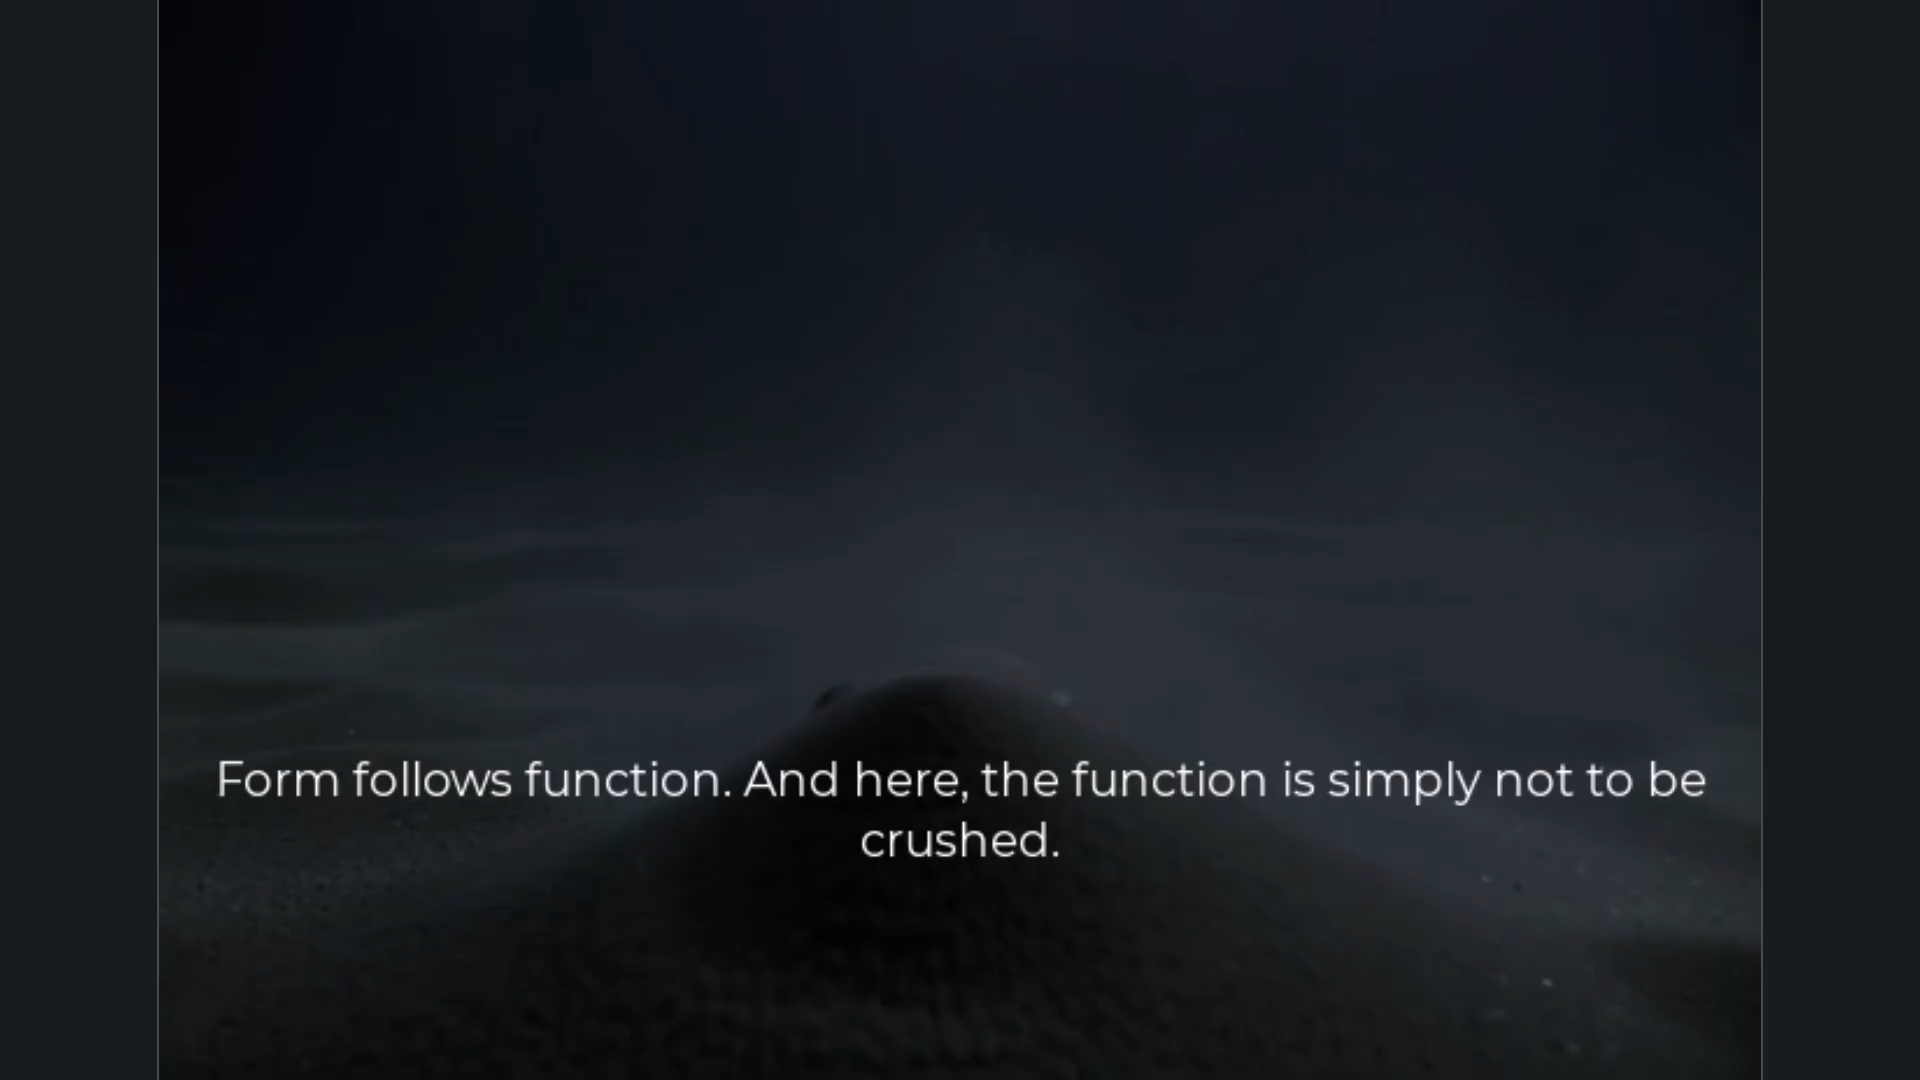 Form follows function. And here, the function is simply not to be
crushed.